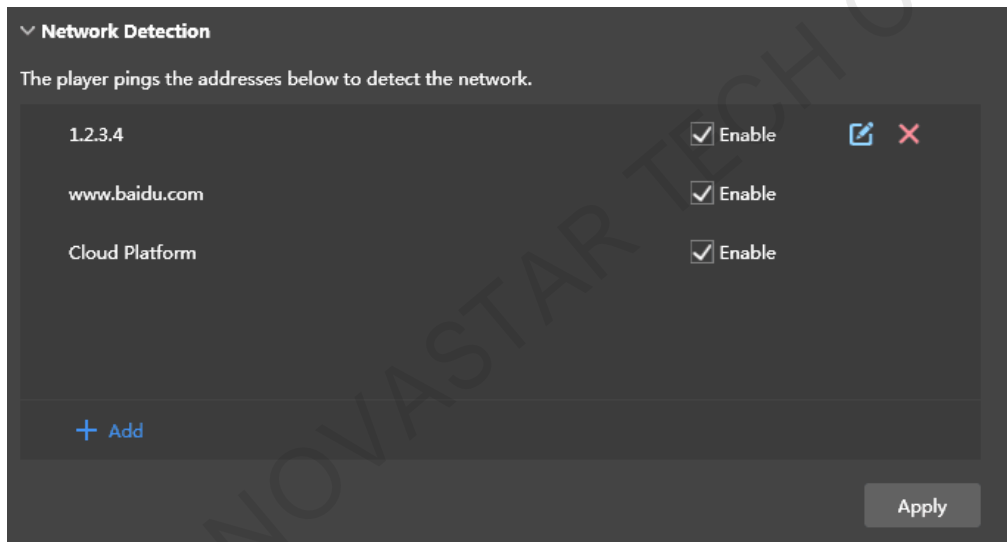 Network Detection
The player pings the addresses below to detect the network.
1.2.3.4 Enable
www.baidu.com Enable
Cloud Platform Enable
+ Add
Apply
NOVASTAR TECH